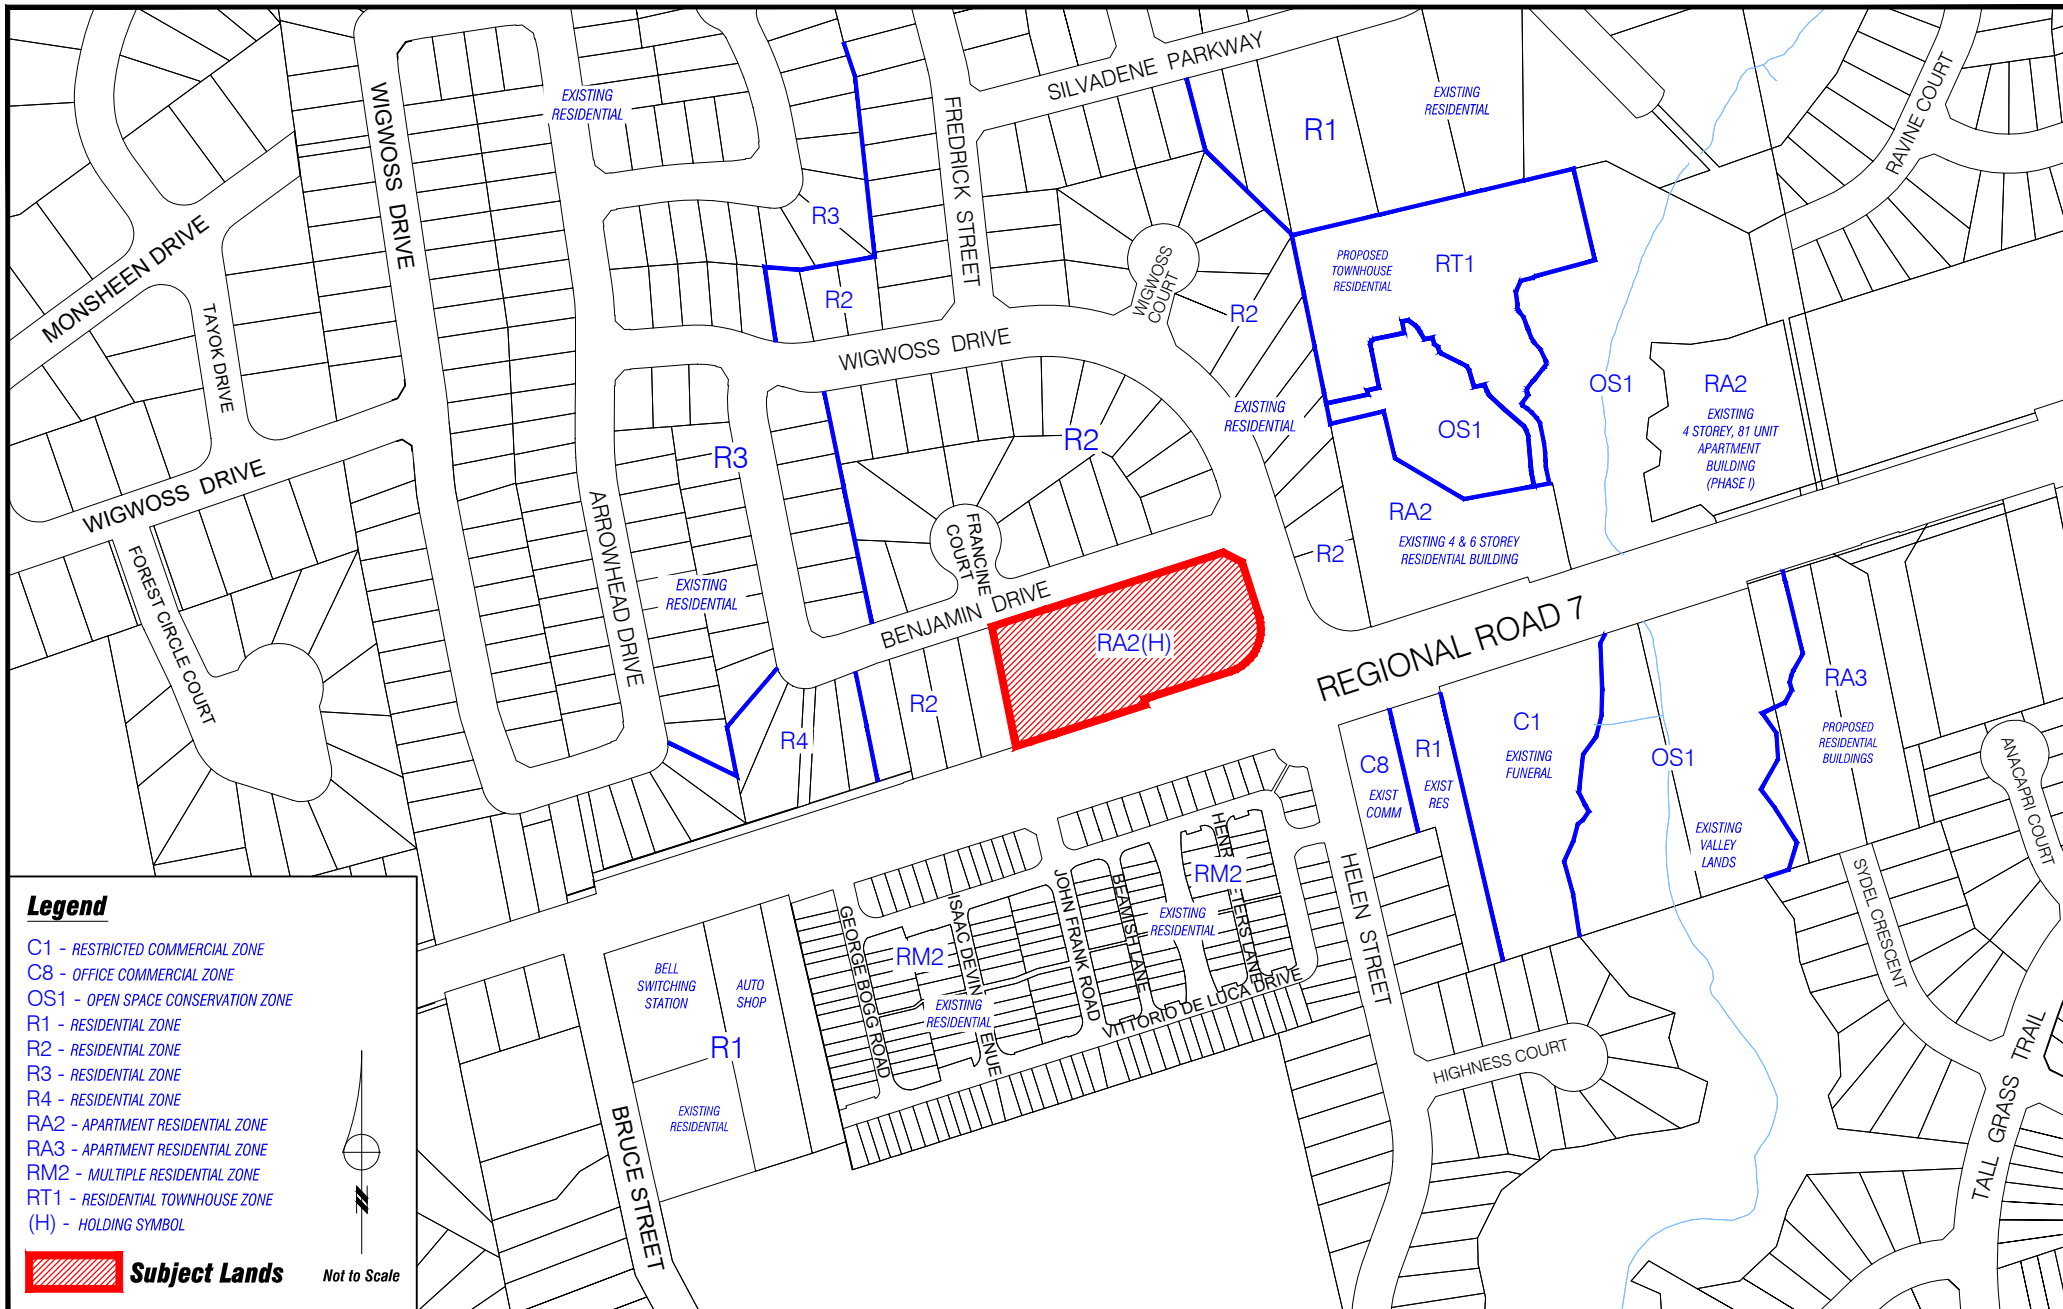 SILVADENE PARKWAY
RAVINE COURT
WIGWOSS DRIVE
EXISTING
RESIDENTIAL
FREDRICK STREET
R1
EXISTING
RESIDENTIAL
MONSHEEN DRIVE
R3
R2
WIGWOSS
COURT
R2
PROPOSED
TOWNHOUSE
RESIDENTIAL
RT1
TAYOK DRIVE
WIGWOSS DRIVE
OS1
RA2
EXISTING
4 STOREY, 81 UNIT
APARTMENT
BUILDING
(PHASE I)
EXISTING
RESIDENTIAL
OS1
R2
R3
WIGWOSS DRIVE
ARROWHEAD DRIVE
FRANCINE
COURT
RA2
EXISTING 4 & 6 STOREY
RESIDENTIAL BUILDING
R2
FOREST CIRCLE COURT
EXISTING
RESIDENTIAL
BENJAMIN DRIVE
RA2(H)
REGIONAL ROAD 7
R2
R4
RA3
PROPOSED
RESIDENTIAL
BUILDINGS
C1
EXISTING
FUNERAL
OS1
EXISTING
VALLEY
LANDS
C8
EXIST
COMM
R1
EXIST
RES
ANACAPRI COURT
SYDEL CRESCENT
HELEN STREET
HENR
TERS LANE
RM2
EXISTING
RESIDENTIAL
BEAMISH LANE
JOHN FRANK ROAD
ISAAC DEVIN
ENUE
GEORGE BOGG ROAD
RM2
EXISTING
RESIDENTIAL
VITTORIO DE LUCA DRIVE
BELL
SWITCHING
STATION
AUTO
SHOP
R1
EXISTING
RESIDENTIAL
BRUCE STREET
HIGHNESS COURT
TALL GRASS TRAIL
Legend
C1 - RESTRICTED COMMERCIAL ZONE
C8 - OFFICE COMMERCIAL ZONE
OS1 - OPEN SPACE CONSERVATION ZONE
R1 - RESIDENTIAL ZONE
R2 - RESIDENTIAL ZONE
R3 - RESIDENTIAL ZONE
R4 - RESIDENTIAL ZONE
RA2 - APARTMENT RESIDENTIAL ZONE
RA3 - APARTMENT RESIDENTIAL ZONE
RM2 - MULTIPLE RESIDENTIAL ZONE
RT1 - RESIDENTIAL TOWNHOUSE ZONE
(H) - HOLDING SYMBOL
Subject Lands
Not to Scale